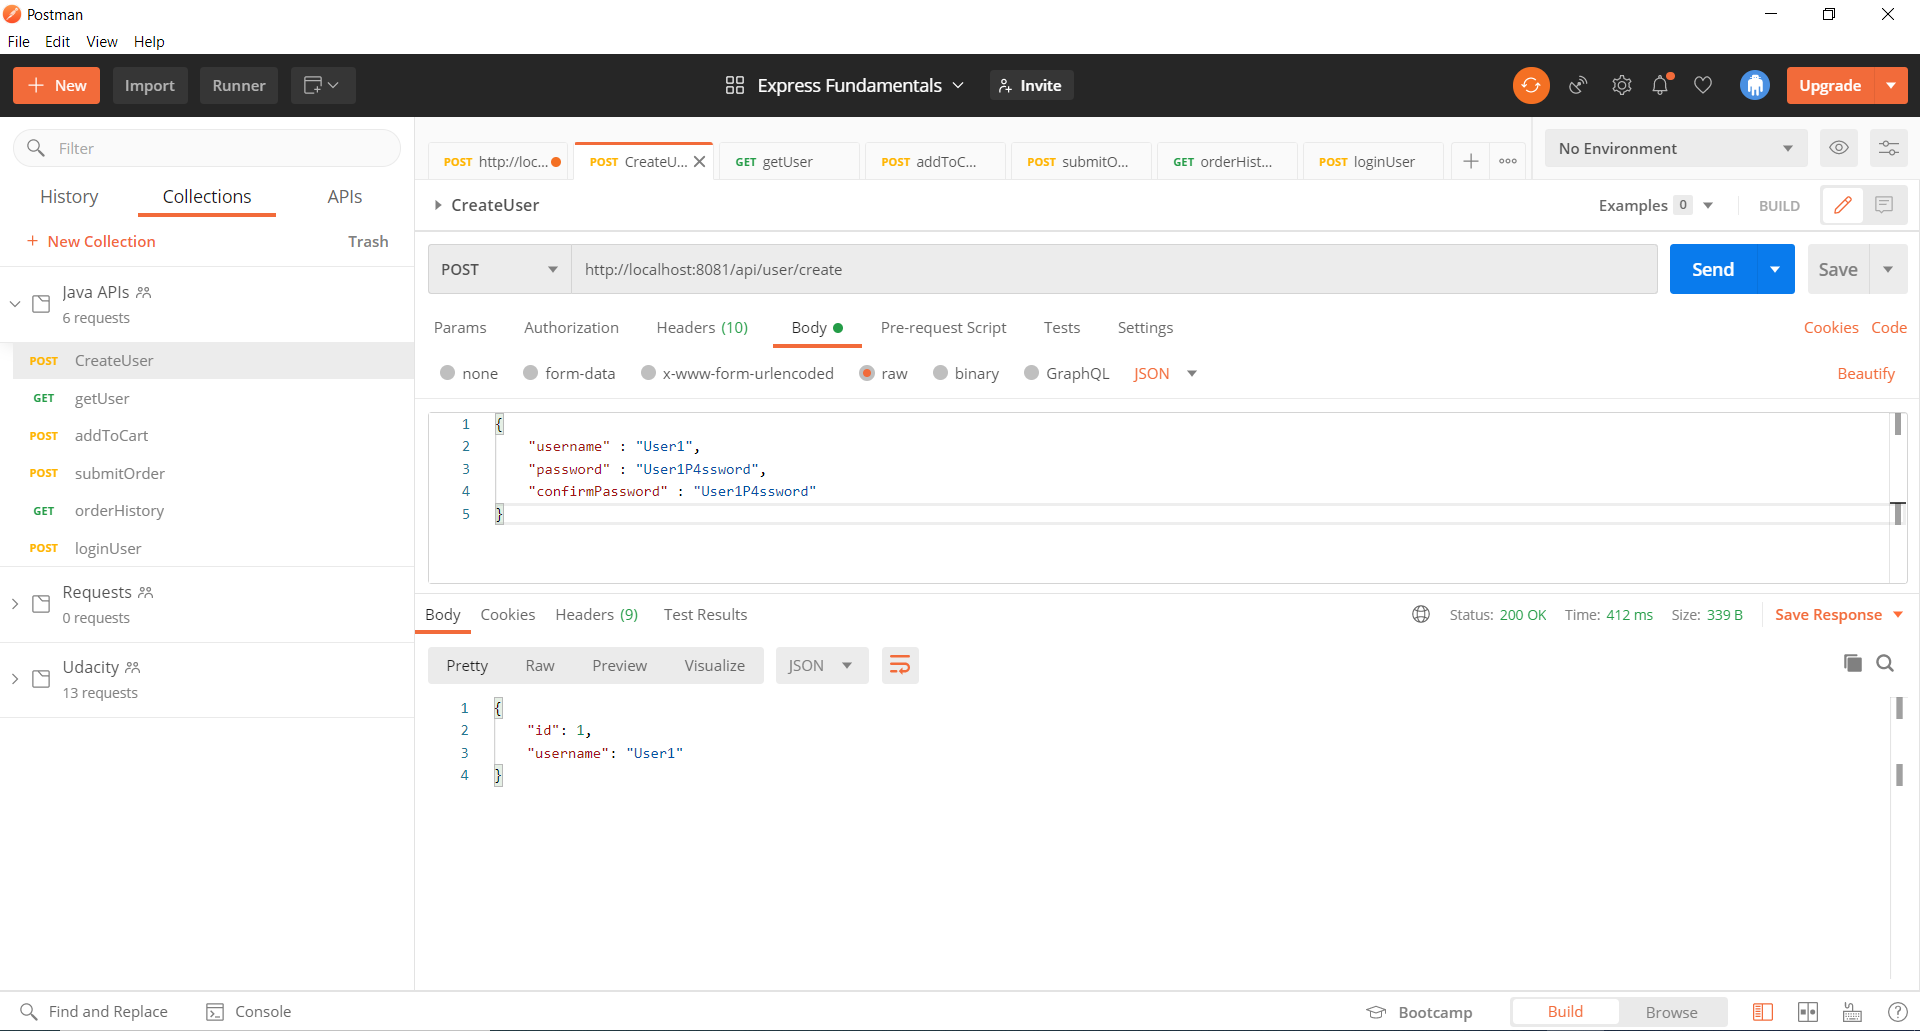 Postman
File Edit View Help
New Import Runner Express Fundamentals Invite Upgrade
Filter
History Collections APIs
+ New Collection Trash
Java APIs
6 requests
POST CreateUser
GET getUser
POST addToCart
POST submitOrder
GET orderHistory
POST loginUser
Requests
0 requests
Udacity
13 requests
POST http://loc... POST CreateU... GET getUser POST addToC... POST submitO... GET orderHist... POST loginUser No Environment
CreateUser Examples 0 BUILD
POST http://localhost:8081/api/user/create Send Save
Params Authorization Headers (10) Body Pre-request Script Tests Settings Cookies Code
none form-data x-www-form-urlencoded raw binary GraphQL JSON Beautify
1 {
2 "username" : "User1",
3 "password" : "User1P4ssword",
4 "confirmPassword" : "User1P4ssword"
5 }
Body Cookies Headers (9) Test Results Status: 200 OK Time: 412 ms Size: 339 B Save Response
Pretty Raw Preview Visualize JSON
1 {
2 "id": 1,
3 "username": "User1"
4 }
Find and Replace Console Bootcamp Build Browse